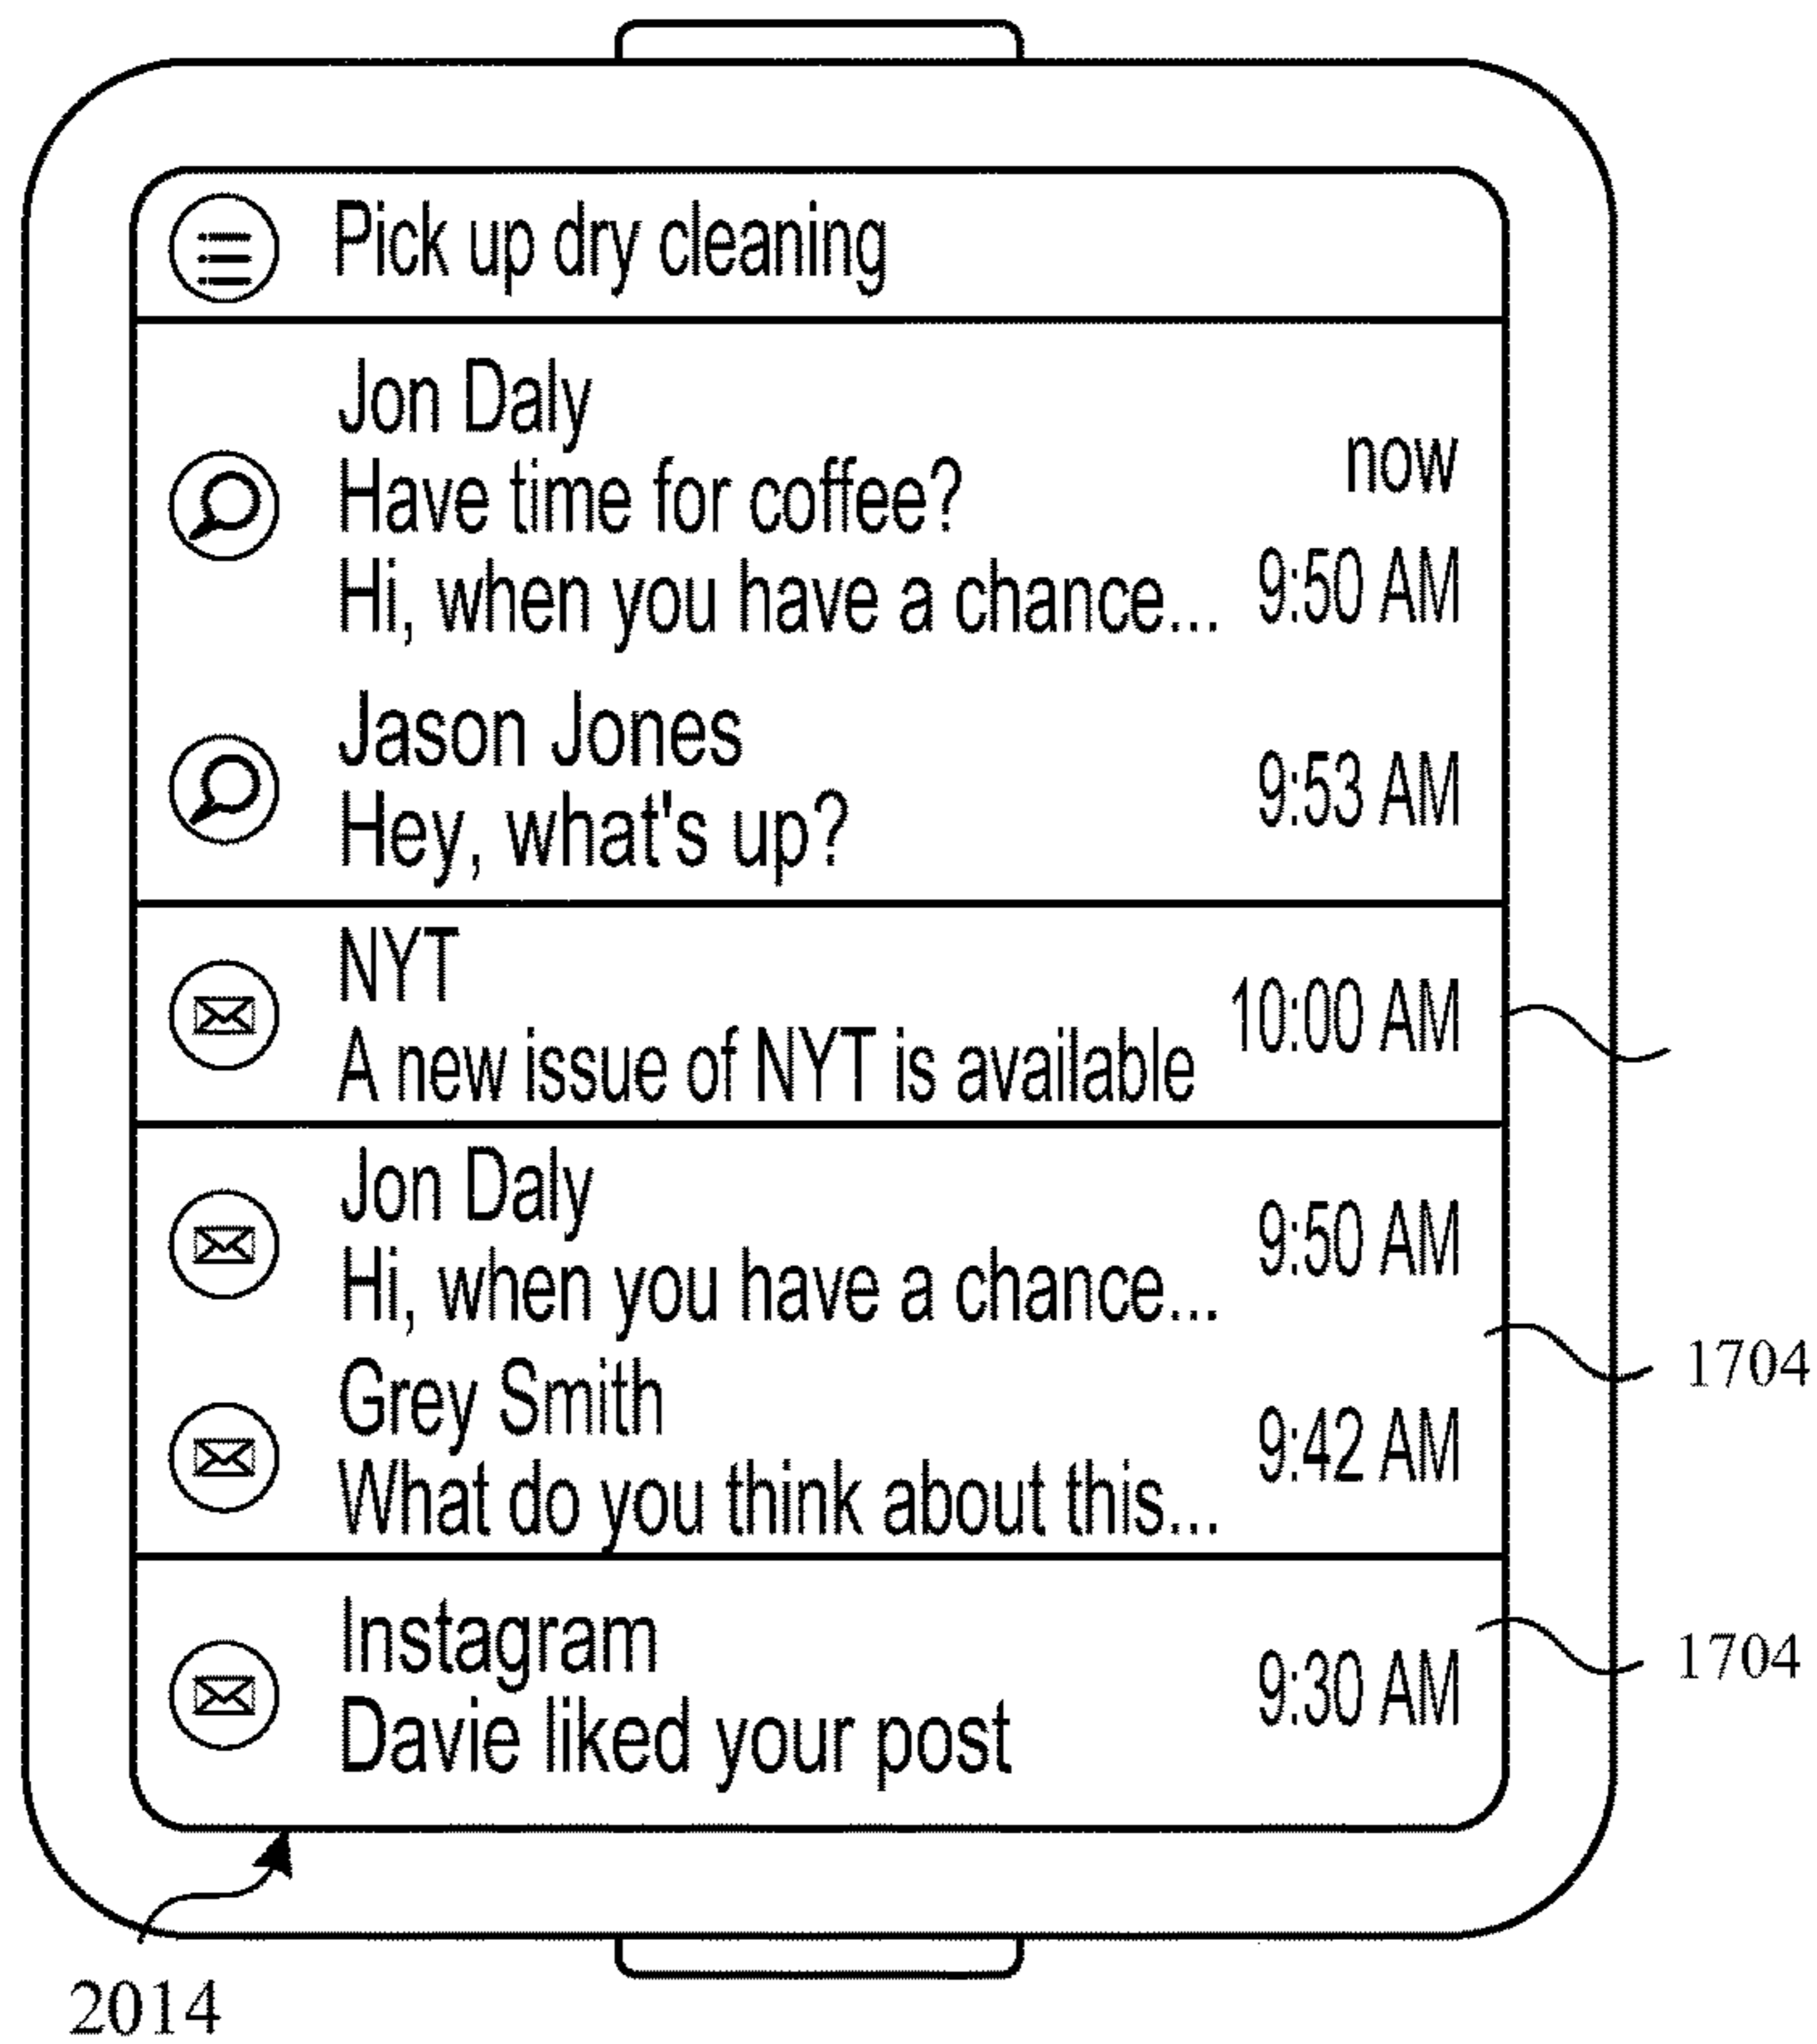 Pick up dry cleaning
Jon Daly
Have time for coffee? now
Hi, when you have a chance... 9:50 AM
Jason Jones
9:53 AM
Hey, what's up?
NYT
10:00 AM
A new issue of NYT is available
Jon Daly
9:50 AM
Hi, when you have a chance...
1704
Grey Smith
9:42 AM
What do you think about this...
Instagram
1704
9:30 AM
Davie liked your post
2014